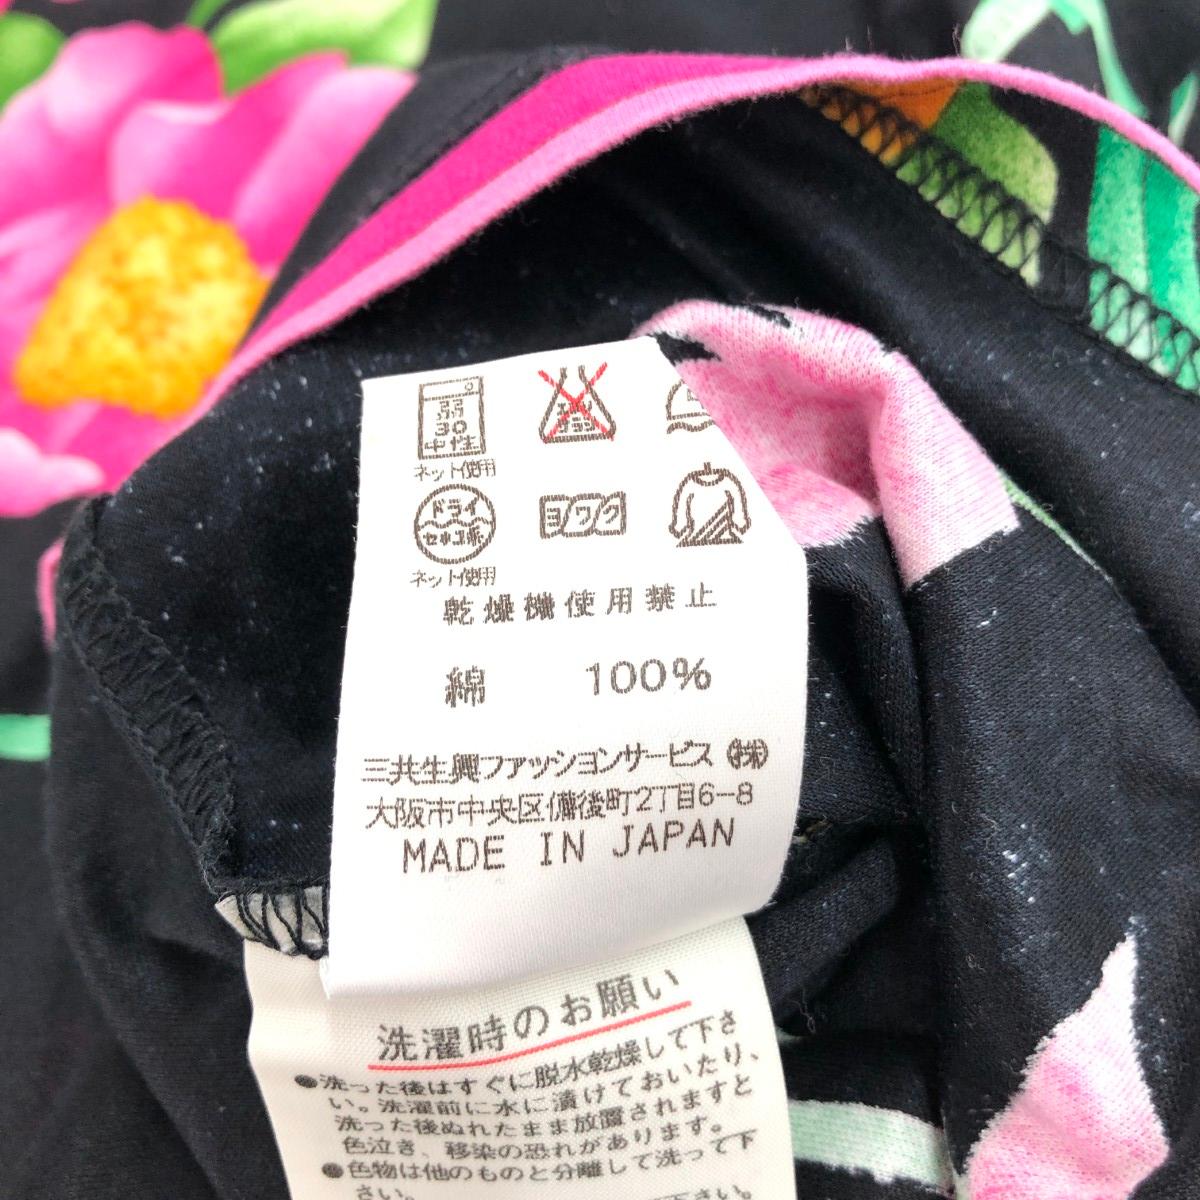 弱
30
中性
エンソ
サラシ
ネット使用
ドライ
セキユ系
ヨワク
ネット使用
乾燥機使用禁止
綿 100%
三共生興ファッションサービス㈱
大阪市中央区備後町2丁目6-8
MADE IN JAPAN
洗濯時のお願い
●洗った後はすぐに脱水乾燥して下さ
い。洗濯前に水に漬けておいたり、
洗った後ぬれたまま放置されますと
色泣き、移染の恐れがあります。
●色物は他のものと分離して洗って下
さい。